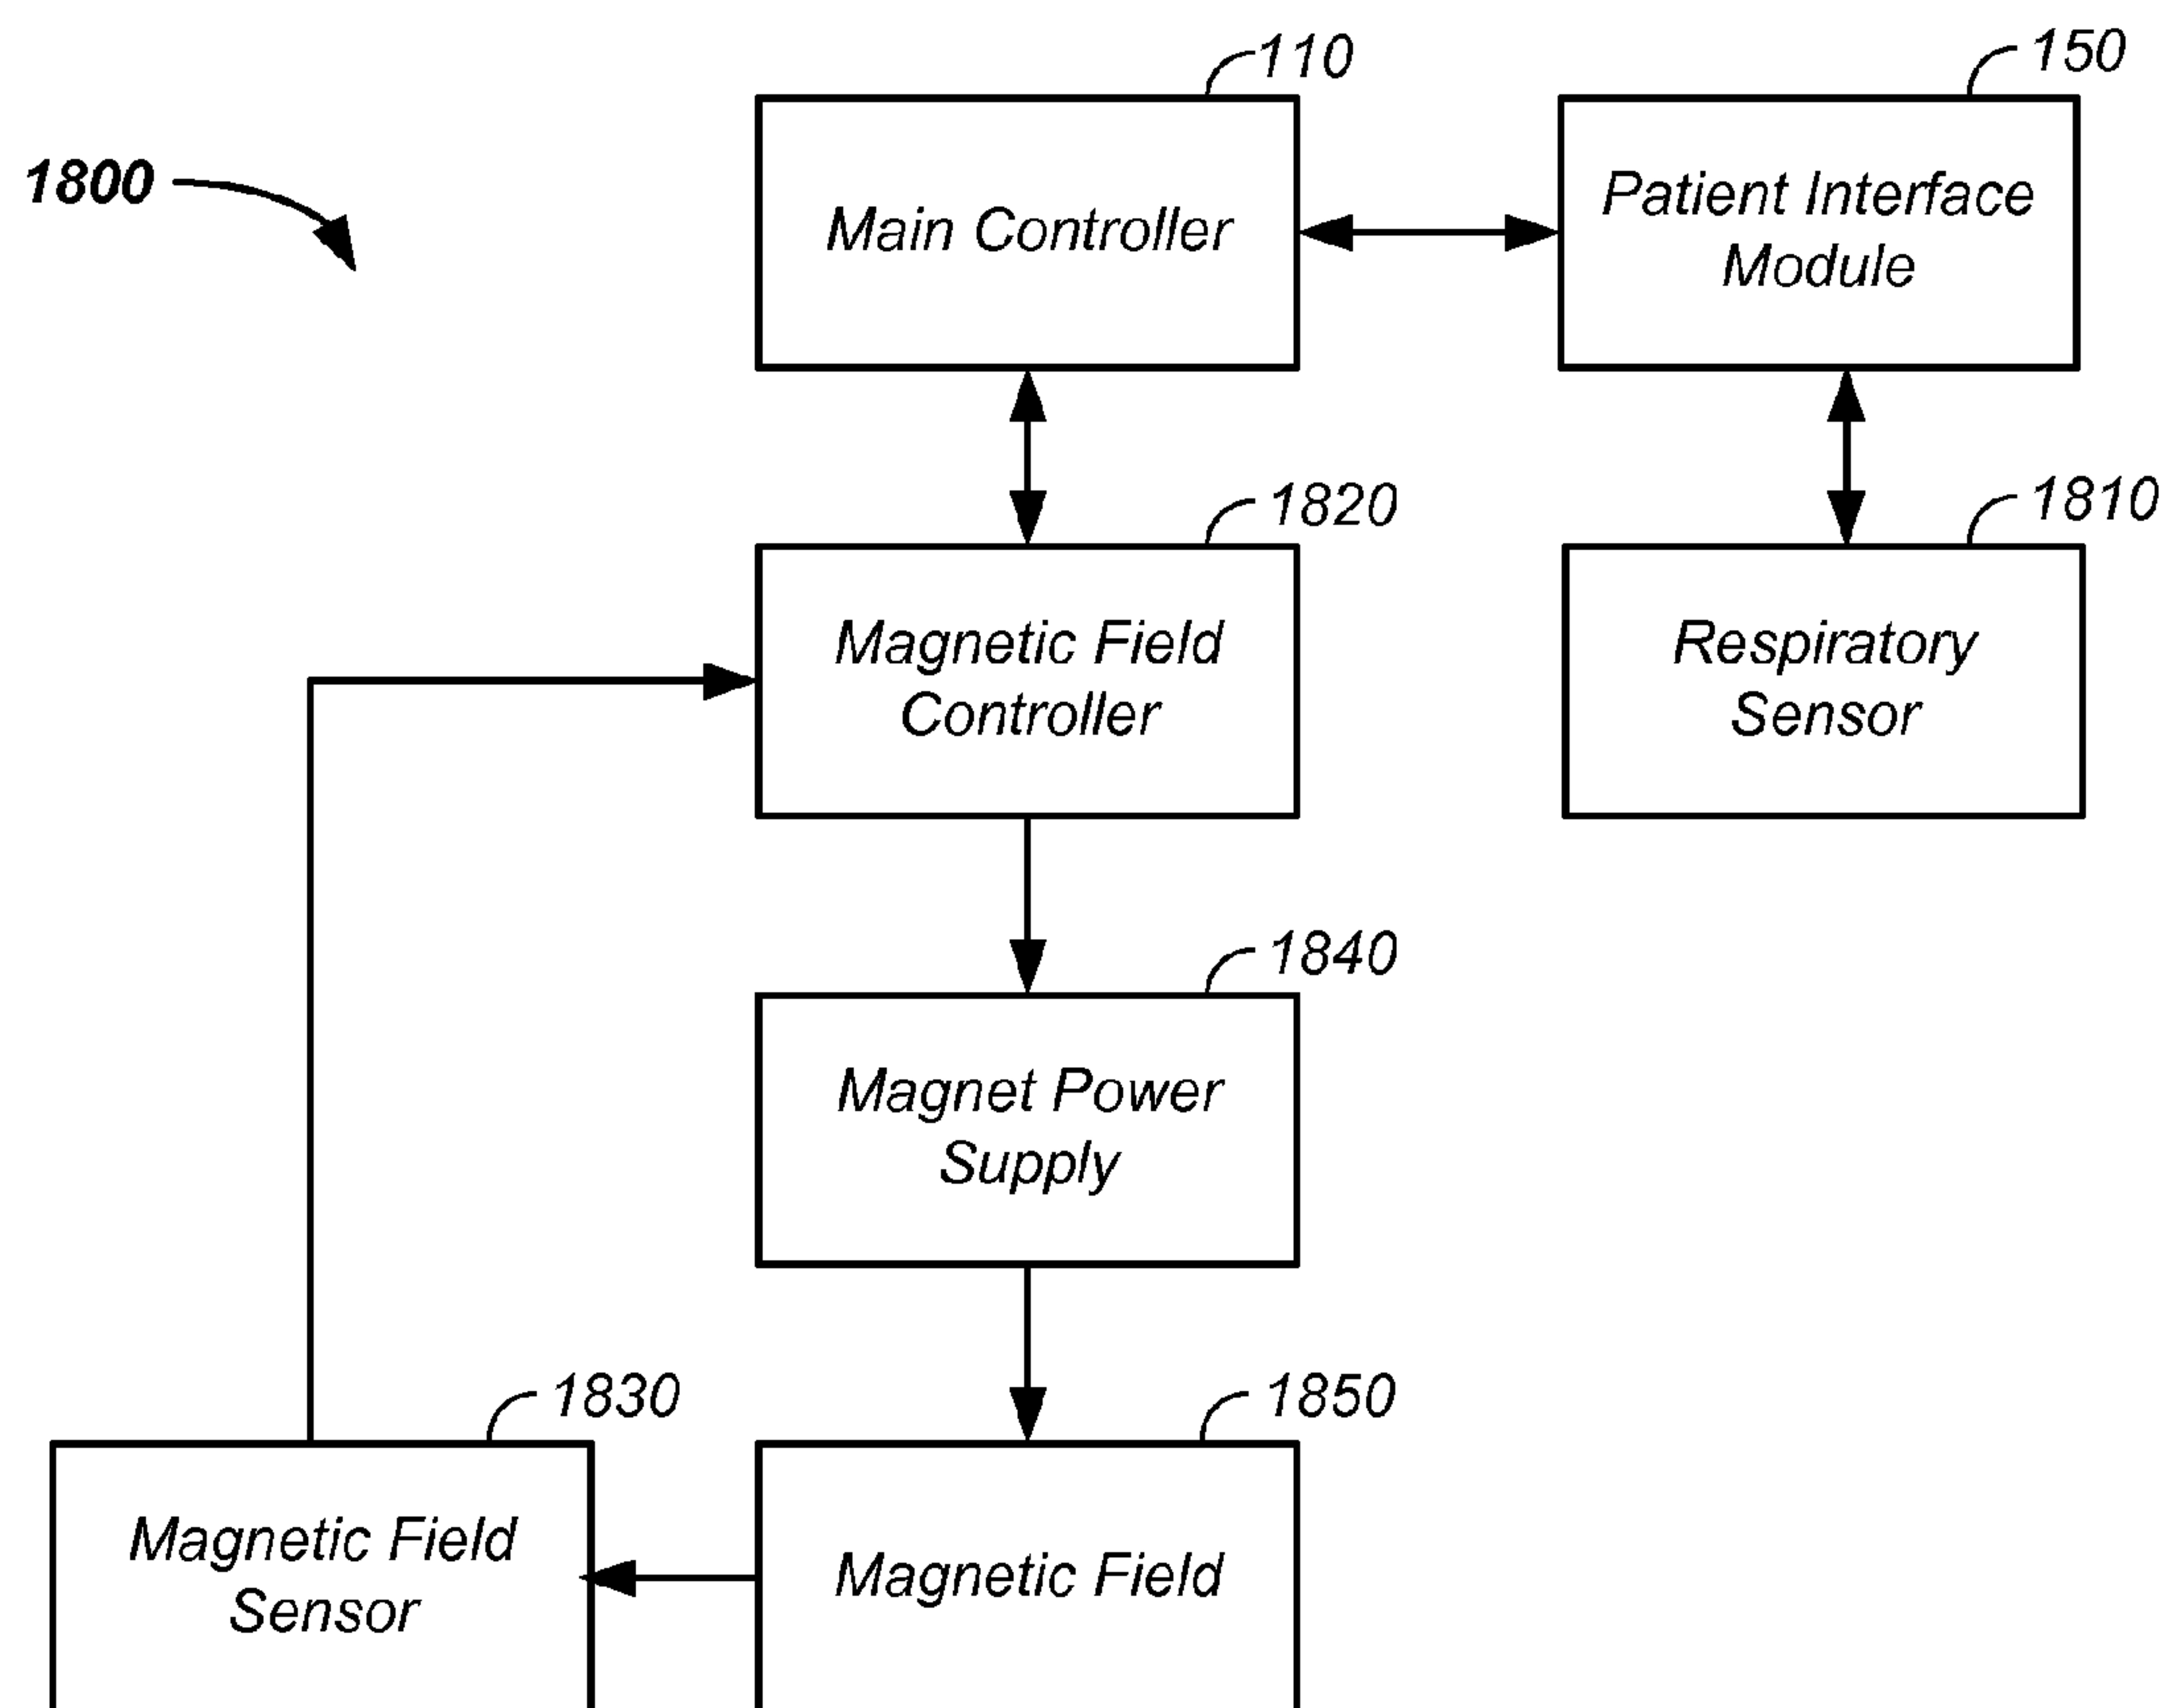 110
150
1800
Main Controller
Patient Interface
Module
1820
1810
Magnetic Field
Controller
Respiratory
Sensor
1840
Magnet Power
Supply
1830
1850
Magnetic Field
Sensor
Magnetic Field